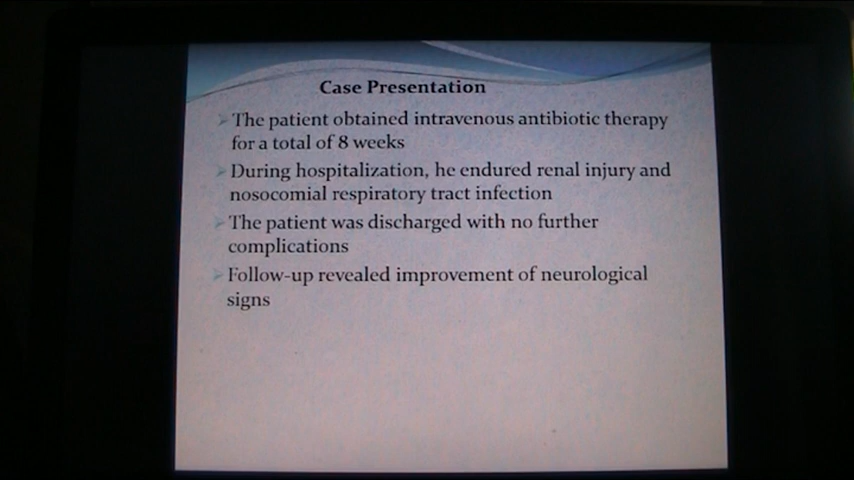 Case Presentation
The patient obtained intravenous antibiotic therapy
for a total of 8 weeks
During hospitalization, he endured renal injury and
nosocomial respiratory tract infection
The patient was discharged with no further
complications
Follow-up revealed improvement of neurological
signs